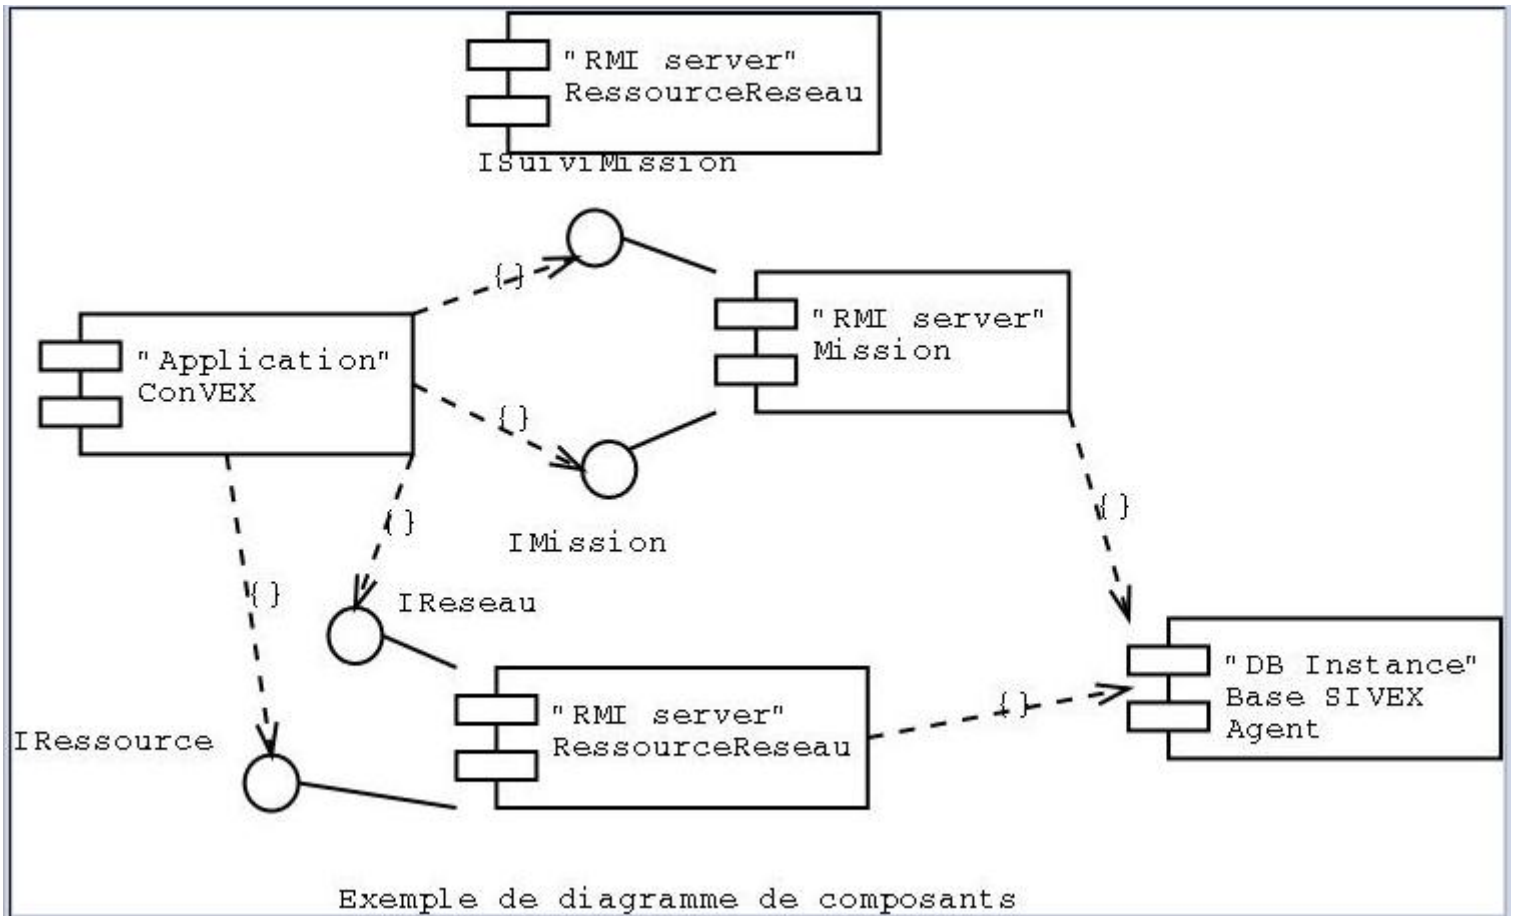 "RMI server"
RessourceReseau
ISuiviMission
{}
"RMI server"
Mission
"Application"
ConVEX
{}
{}
{}
IMission
{}
IReseau
"DB Instance"
Base SIVEX
Agent
{}
"RMI server"
RessourceReseau
IRessource
Exemple de diagramme de composants